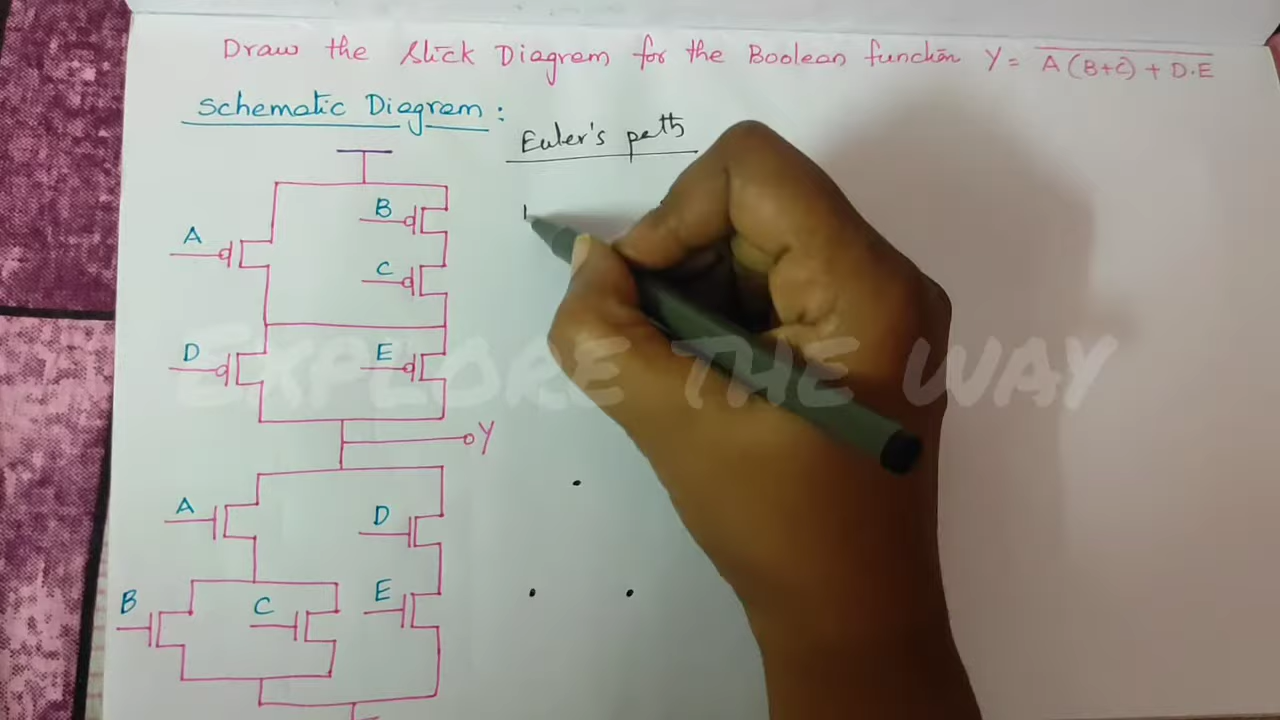 Draw the Stick Diagram for the Boolean function Y = A(B+C) + D.E
Schematic Diagram :
Euler's path
B
A
C
D
E
Y
A
D
B
C
E
EXPLORE THE WAY